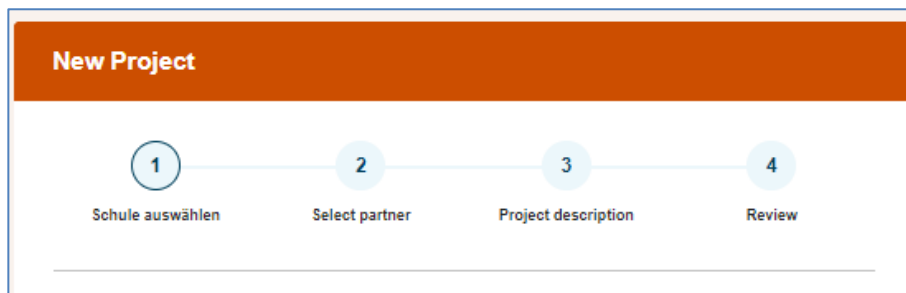 New Project
1 2 3 4
Schule auswählen Select partner Project description Review